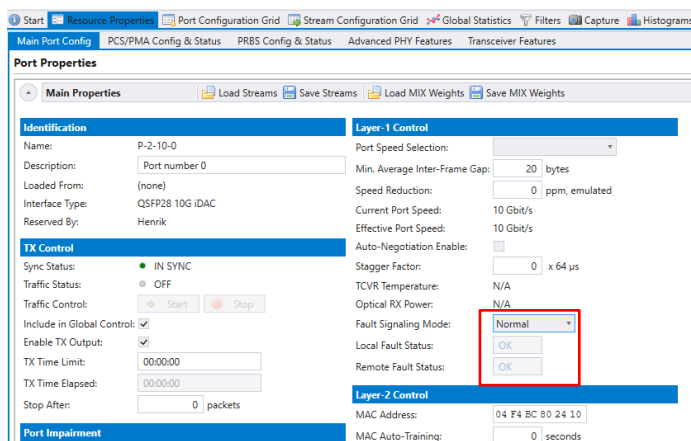 Start Resource Properties Port Configuration Grid Stream Configuration Grid Global Statistics Filters Capture Histograms
Main Port Config PCS/PMA Config & Status PRBS Config & Status Advanced PHY Features Transceiver Features
Port Properties
Main Properties Load Streams Save Streams Load MIX Weights Save MIX Weights
Identification
Name: P-2-10-0
Description: Port number 0
Loaded From: (none)
Interface Type: QSFP28 10G iDAC
Reserved By: Henrik
TX Control
Sync Status: IN SYNC
Traffic Status: OFF
Traffic Control: Start Stop
Include in Global Control:
Enable TX Output:
TX Time Limit: 00:00:00
TX Time Elapsed: 00:00:00
Stop After: 0 packets
Port Impairment
Layer-1 Control
Port Speed Selection:
Min. Average Inter-Frame Gap: 20 bytes
Speed Reduction: 0 ppm, emulated
Current Port Speed: 10 Gbit/s
Effective Port Speed: 10 Gbit/s
Auto-Negotiation Enable:
Stagger Factor: 0 x 64 µs
TCVR Temperature: N/A
Optical RX Power: N/A
Fault Signaling Mode: Normal
Local Fault Status: OK
Remote Fault Status: OK
Layer-2 Control
MAC Address: 04 F4 BC 80 24 10
MAC Auto-Training: 0 seconds